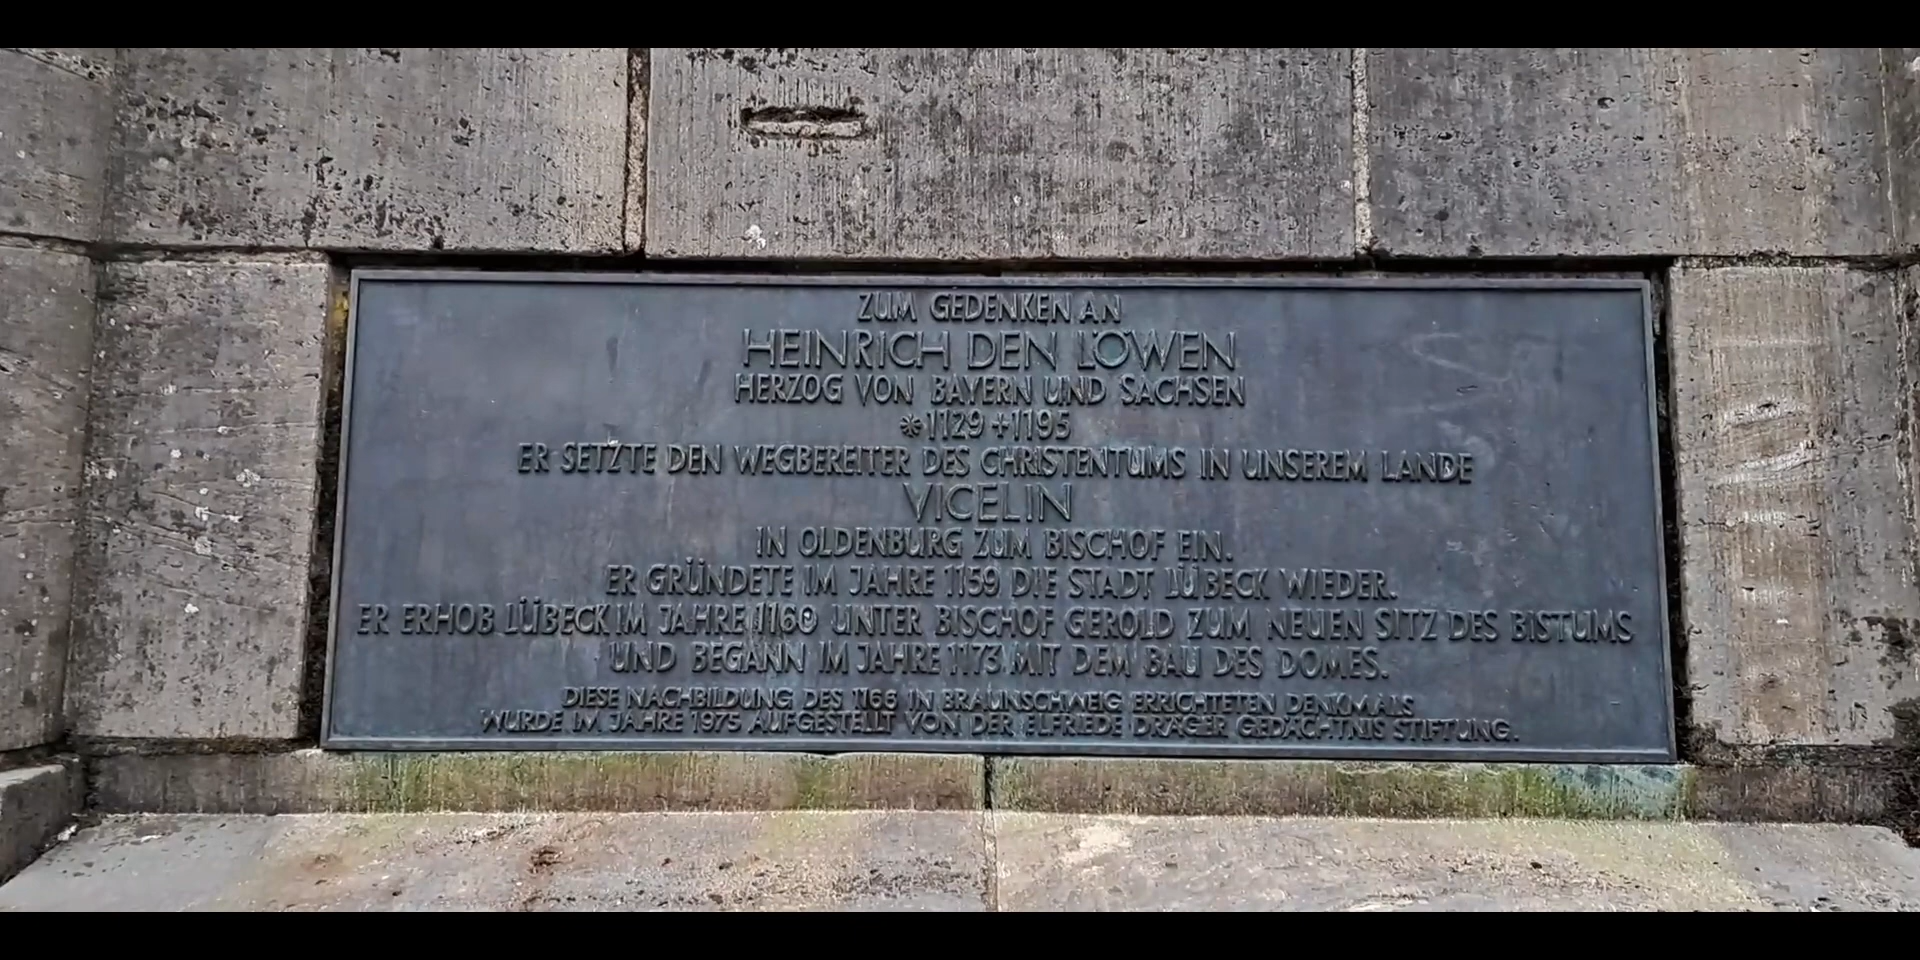 ZUM GEDENKEN AN
HEINRICH DEN LÖWEN
HERZOG VON BAYERN UND SACHSEN
*1129 +1195
ER SETZTE DEN WEGBEREITER DES CHRISTENTUMS IN UNSEREM LANDE
VICELIN
IN OLDENBURG ZUM BISCHOF EIN.
ER GRÜNDETE IM JAHRE 1159 DIE STADT LÜBECK WIEDER.
ER ERHOB LÜBECK IM JAHRE 1160 UNTER BISCHOF GEROLD ZUM NEUEN SITZ DES BISTUMS
UND BEGANN IM JAHRE 1173 MIT DEM BAU DES DOMES.
DIESE NACHBILDUNG DES 1166 IN BRAUNSCHWEIG ERRICHTETEN DENKMALS
WURDE IM JAHRE 1975 AUFGESTELLT VON DER ELFRIEDE DRÄGER GEDÄCHTNIS STIFTUNG.